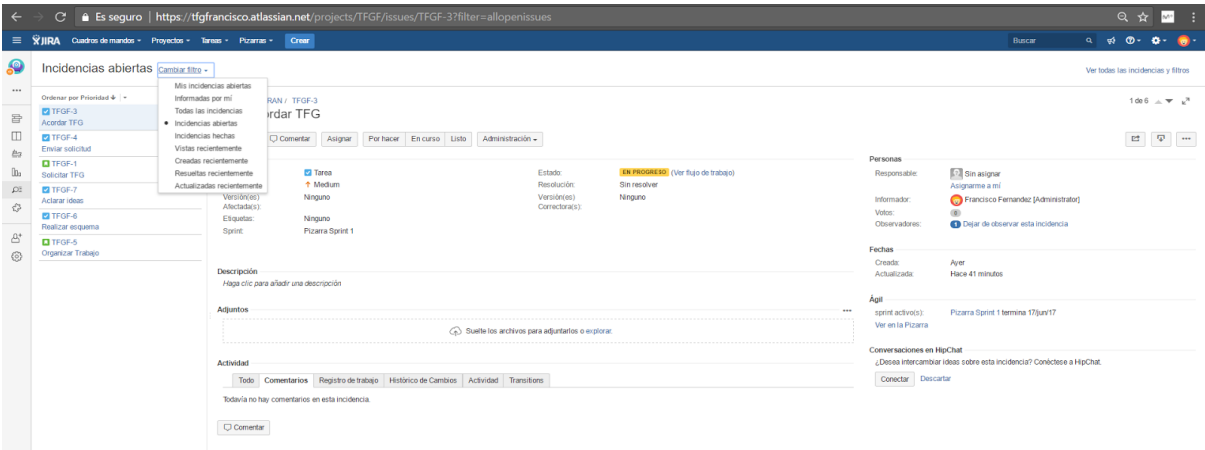 Es seguro | https://tfgfrancisco.atlassian.net/projects/TFGF/issues/TFGF-3?filter=allopenissues
JIRA Cuadros de mandos Proyectos Tareas Pizarras Crear Buscar
Incidencias abiertas Cambiar filtro Ver todas las incidencias y filtros
Mis incidencias abiertas
Informadas por mí
Todas las incidencias
Incidencias abiertas
Incidencias hechas
Vistas recientemente
Creadas recientemente
Resueltas recientemente
Actualizadas recientemente
Ordenar por Prioridad
TFGF-3
Acordar TFG
TFGF-4
Enviar solicitud
TFGF-1
Solicitar TFG
TFGF-7
Aclarar ideas
TFGF-6
Realizar esquema
TFGF-5
Organizar Trabajo
RAN / TFGF-3 1 de 6
ordar TFG
Comentar Asignar Por hacer En curso Listo Administración
Tarea Estado: EN PROGRESO (Ver flujo de trabajo)
Medium Resolución: Sin resolver
Versión(es) Afectada(s): Ninguno Versión(es) Correctora(s): Ninguno
Etiquetas: Ninguno
Sprint: Pizarra Sprint 1
Descripción
Haga clic para añadir una descripción
Adjuntos
Suelte los archivos para adjuntarlos o explorar.
Actividad
Todo Comentarios Registro de trabajo Histórico de Cambios Actividad Transitions
Todavía no hay comentarios en esta incidencia.
Comentar
Personas
Responsable: Sin asignar
Asignarme a mí
Informador: Francisco Fernandez [Administrator]
Votos: 0
Observadores: 1 Dejar de observar esta incidencia
Fechas
Creada: Ayer
Actualizada: Hace 41 minutos
Ágil
sprint activo(s): Pizarra Sprint 1 termina 17/jun/17
Ver en la Pizarra
Conversaciones en HipChat
¿Desea intercambiar ideas sobre esta incidencia? Conéctese a HipChat.
Conectar Descartar